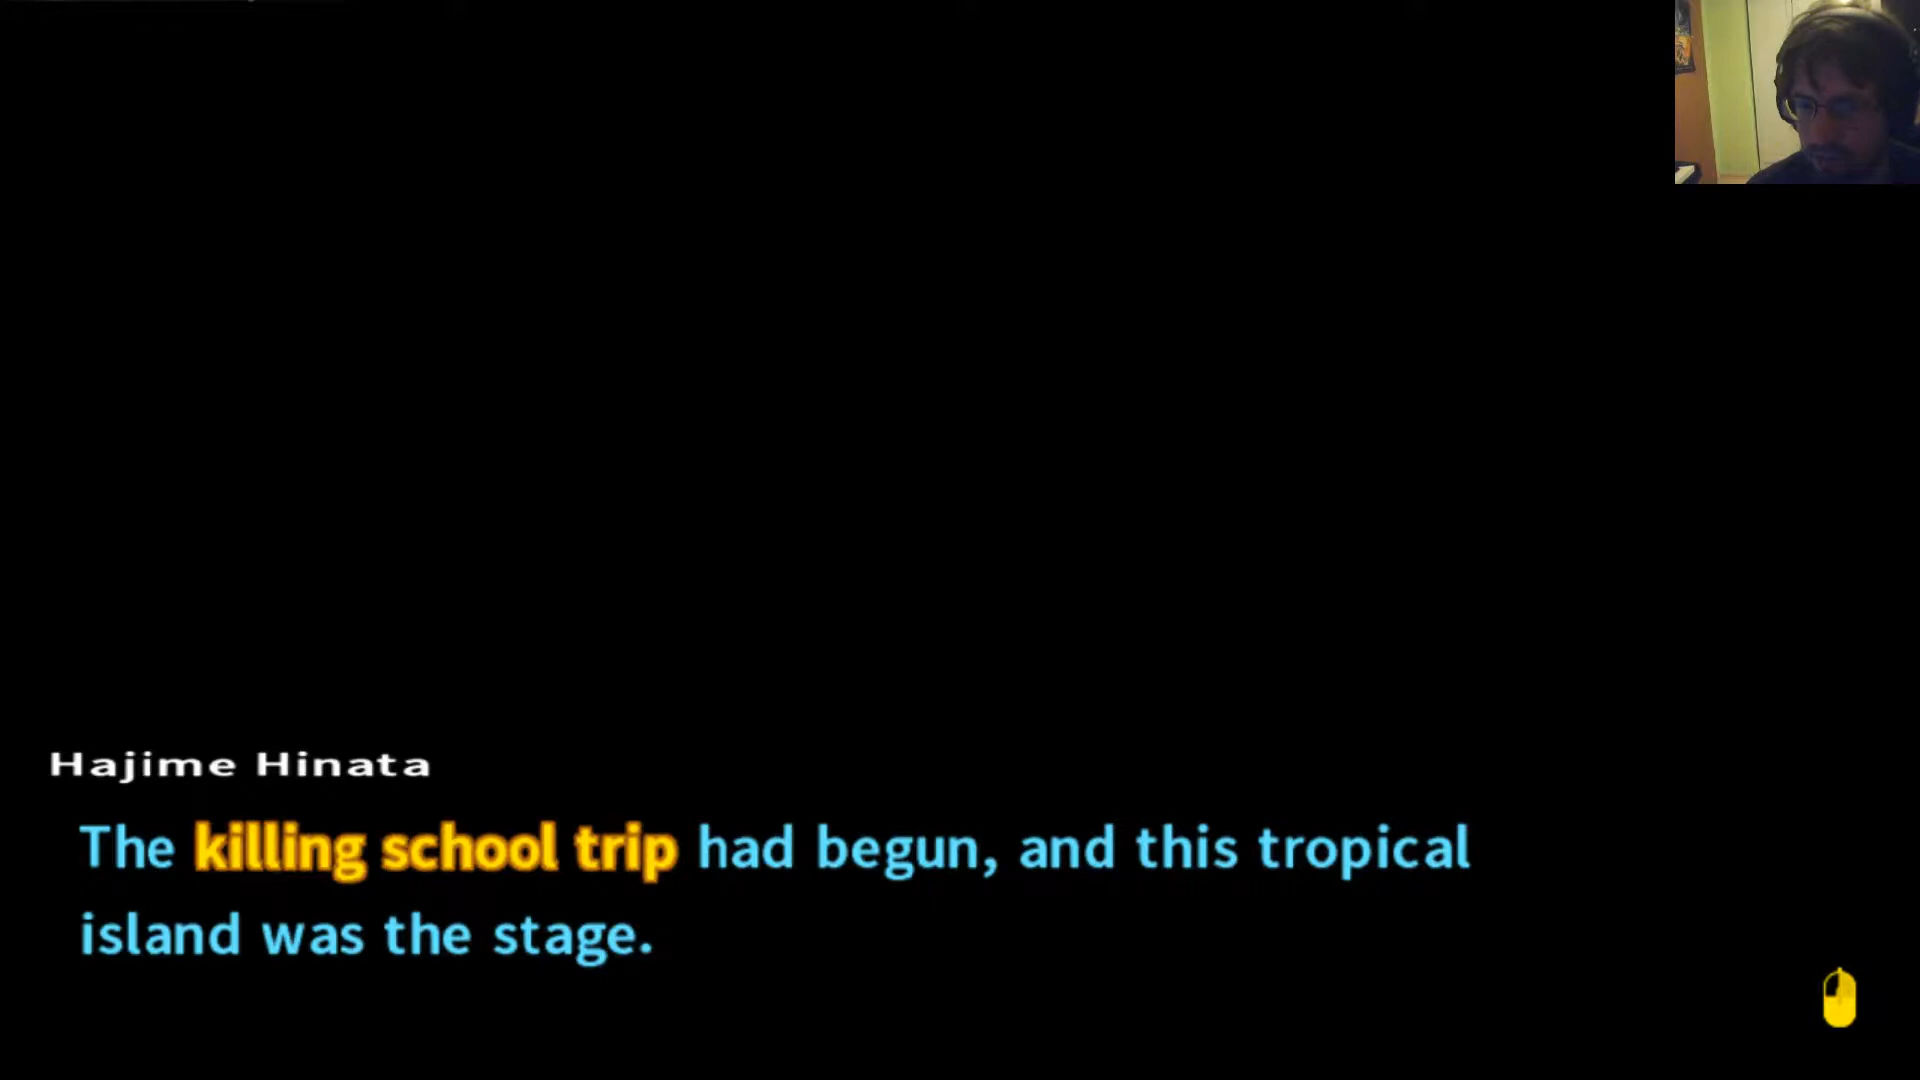 Hajime Hinata
The killing school trip had begun, and this tropical
island was the stage.